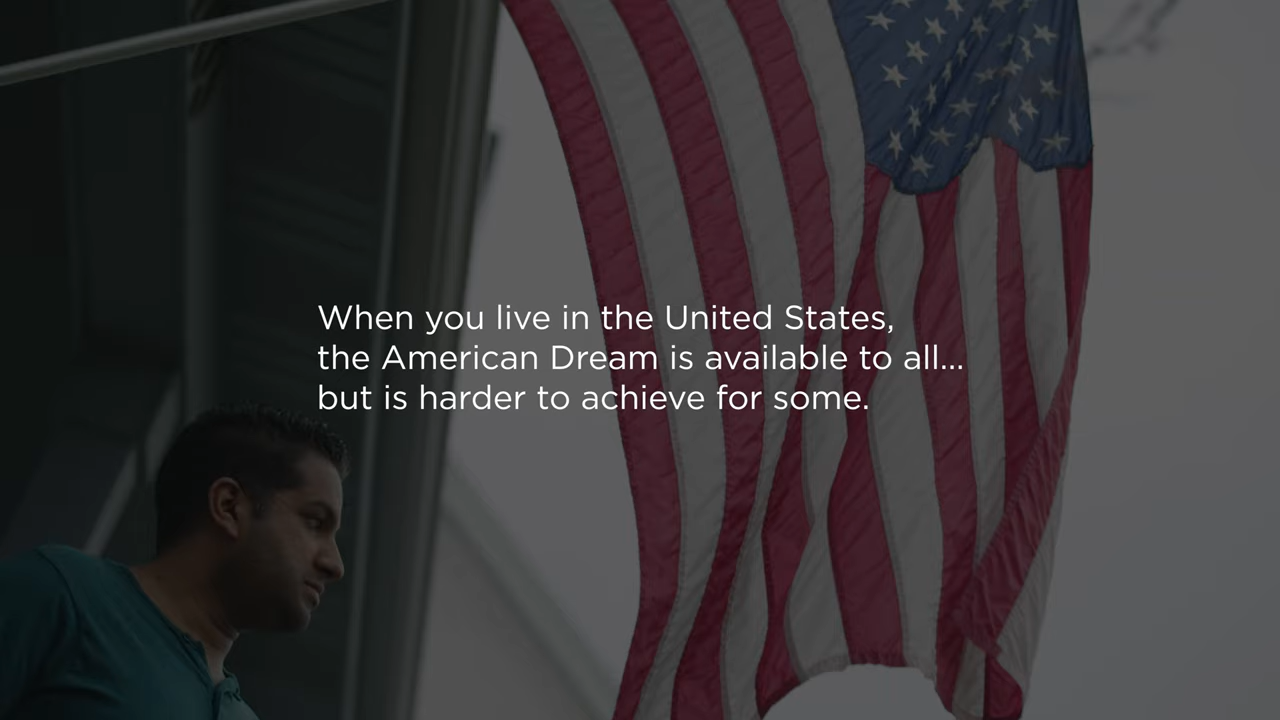 When you live in the United States,
the American Dream is available to all...
but is harder to achieve for some.